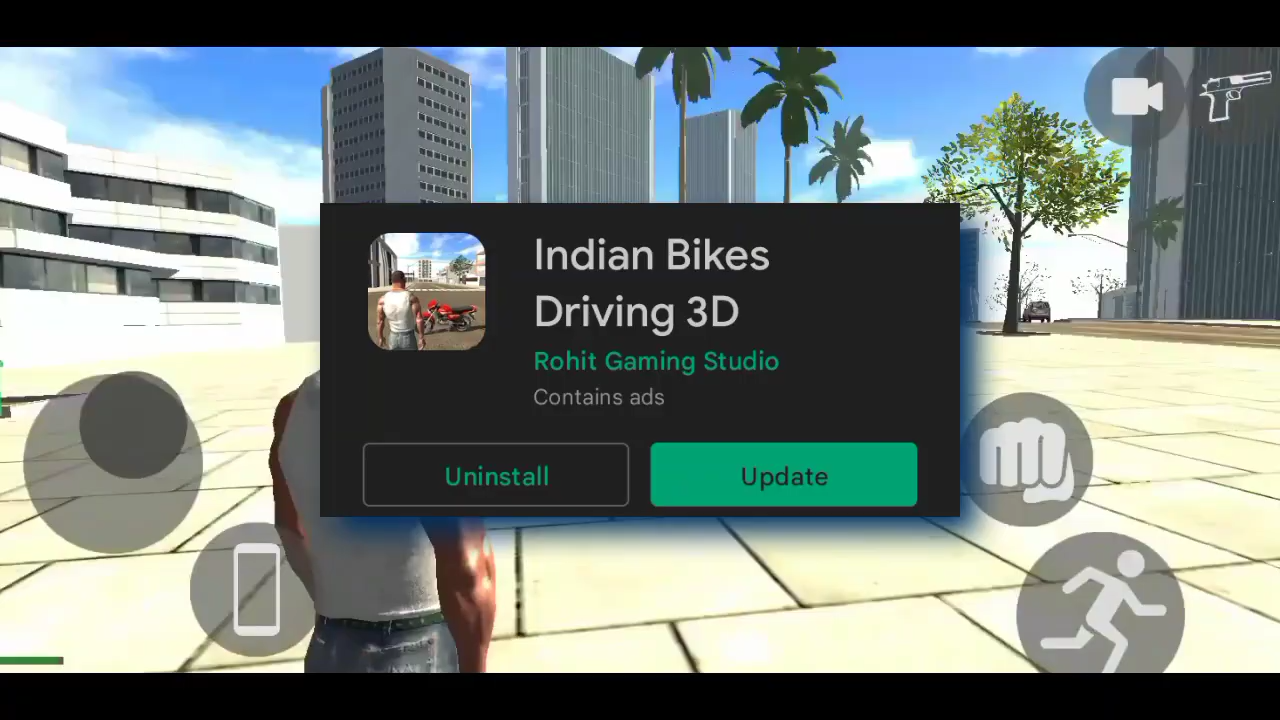 Indian Bikes
Driving 3D
Rohit Gaming Studio
Contains ads
Uninstall
Update